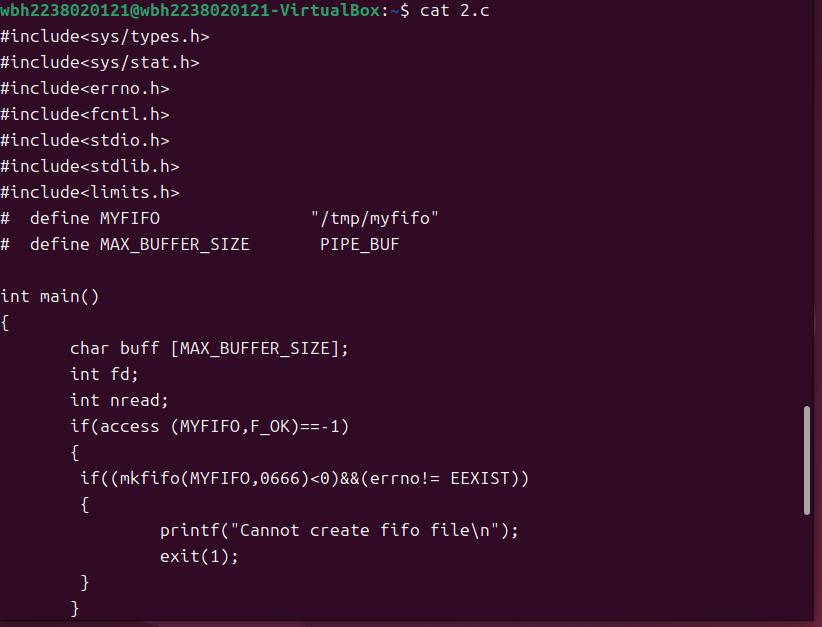 wbh2238020121@wbh2238020121-VirtualBox:~$ cat 2.c
#include<sys/types.h>
#include<sys/stat.h>
#include<errno.h>
#include<fcntl.h>
#include<stdio.h>
#include<stdlib.h>
#include<limits.h>
#  define MYFIFO               "/tmp/myfifo"
#  define MAX_BUFFER_SIZE       PIPE_BUF

int main()
{
       char buff [MAX_BUFFER_SIZE];
       int fd;
       int nread;
       if(access (MYFIFO,F_OK)==-1)
       {
        if((mkfifo(MYFIFO,0666)<0)&&(errno!= EEXIST))
        {
                printf("Cannot create fifo file\n");
                exit(1);
        }
       }